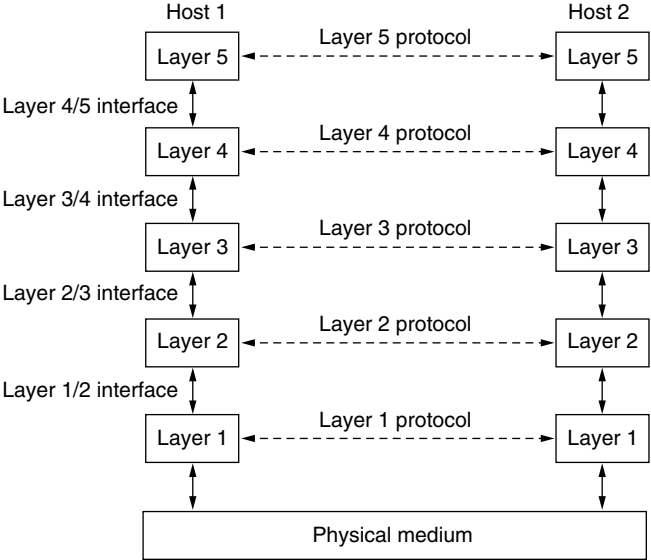 Host 1
Host 2
Layer 5
Layer 5 protocol
Layer 5
Layer 4/5 interface
Layer 4
Layer 4 protocol
Layer 4
Layer 3/4 interface
Layer 3
Layer 3 protocol
Layer 3
Layer 2/3 interface
Layer 2
Layer 2 protocol
Layer 2
Layer 1/2 interface
Layer 1
Layer 1 protocol
Layer 1
Physical medium